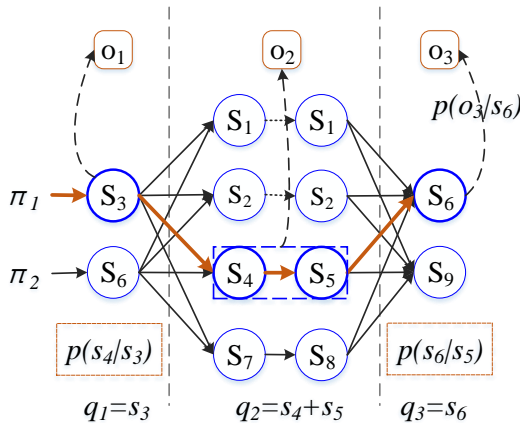 o1 o2 o3
S1 S1
p(o3/s6)
π1 S3 S2 S2 S6
π2 S6 S4 S5 S9
p(s4/s3) S7 S8 p(s6/s5)
q1=s3 q2=s4+s5 q3=s6